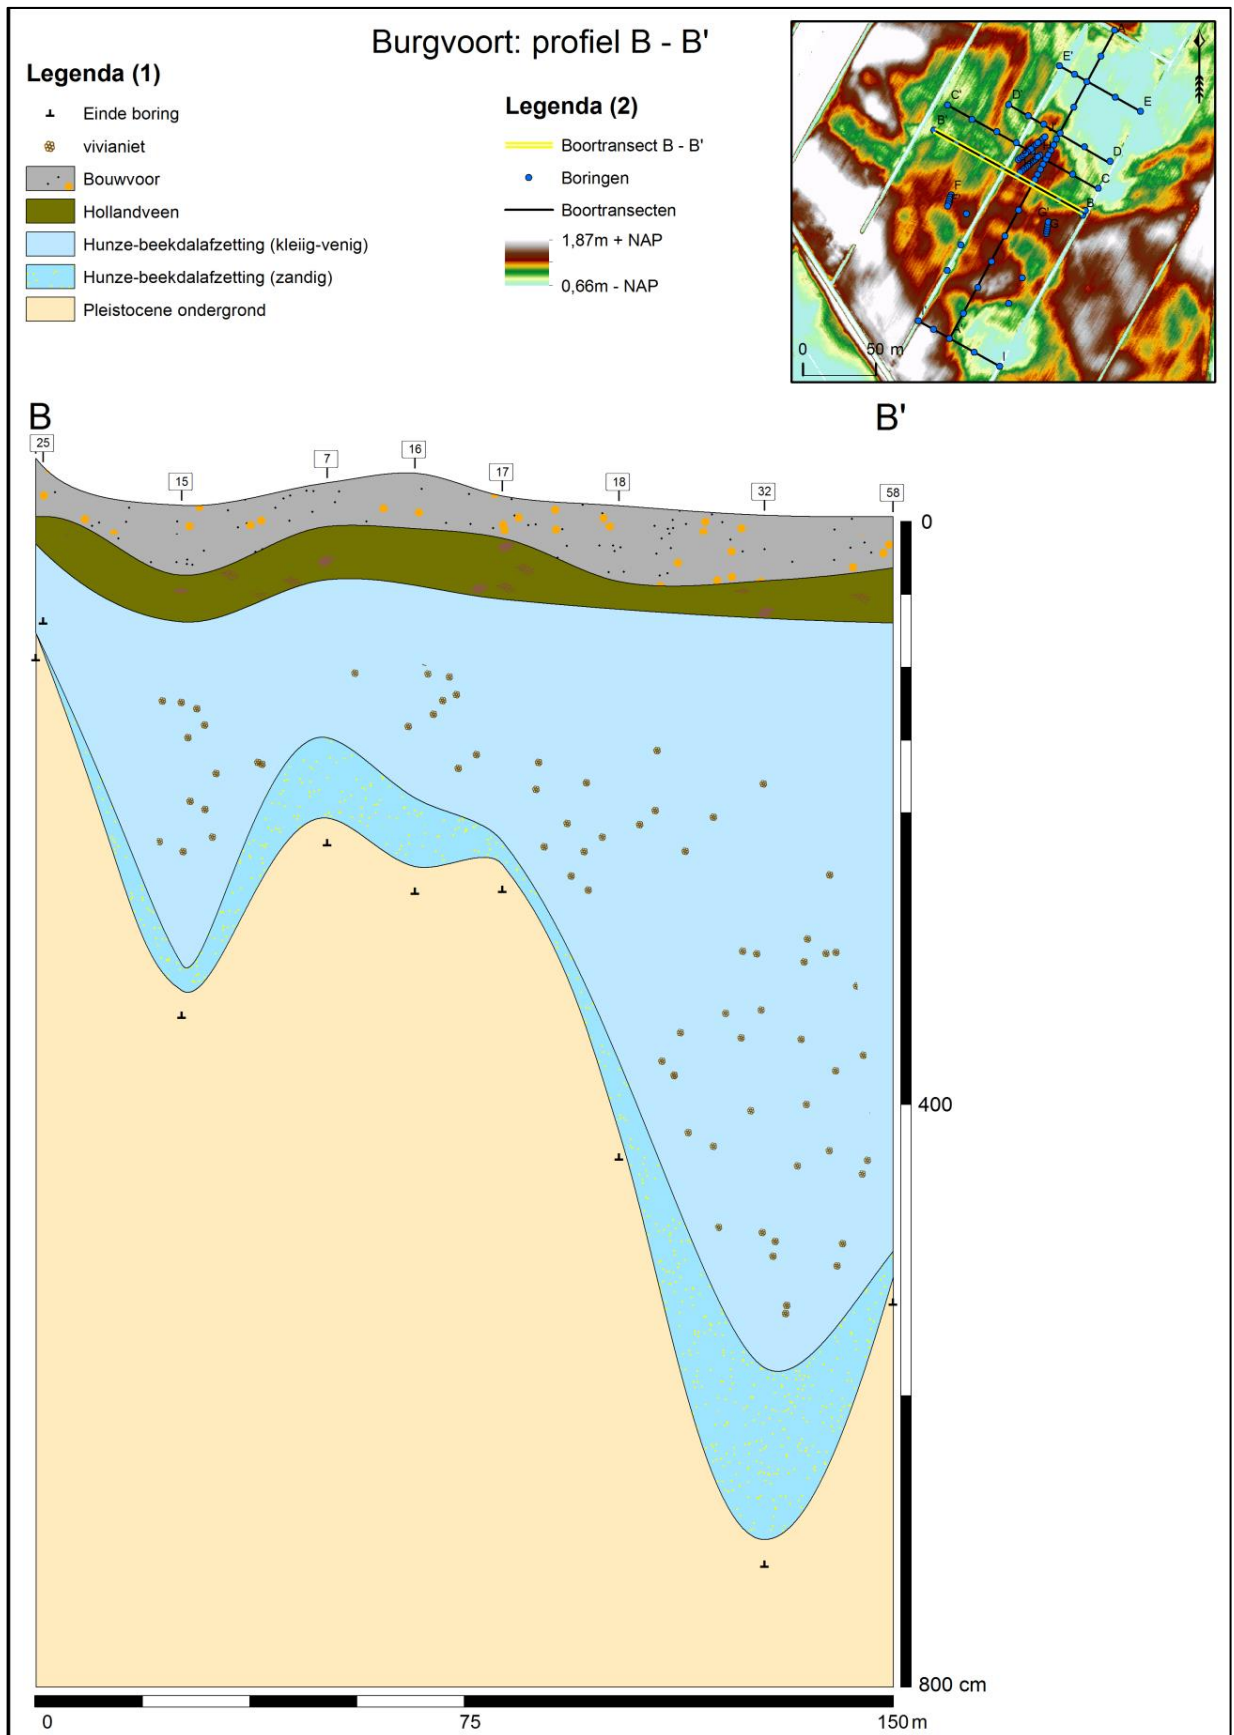 Burgvoort: profiel B - B'
Legenda (1)
Einde boring
vivianiet
Bouwvoor
Hollandveen
Hunze-beekdalafzetting (kleiig-venig)
Hunze-beekdalafzetting (zandig)
Pleistocene ondergrond
Legenda (2)
Boortransect B - B'
Boringen
Boortransecten
1,87m + NAP
0,66m - NAP
E'
E
C'
D'
B'
D
C
B
F
F'
G'
G
A
I
0 50 m
B B'
25
15
7
16
17
18
32
58
0
400
800 cm
0 75 150 m